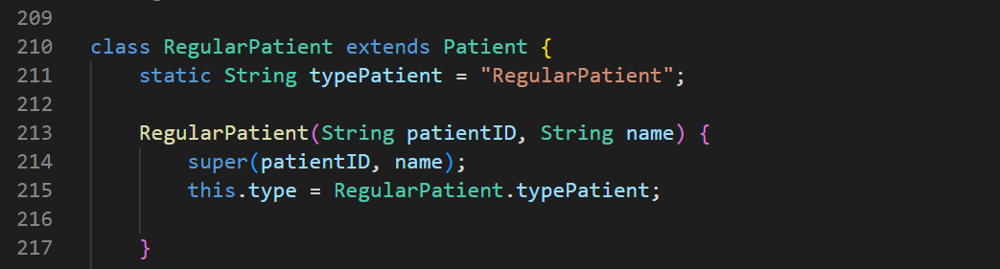 209
210 class RegularPatient extends Patient {
211 static String typePatient = "RegularPatient";
212
213 RegularPatient(String patientID, String name) {
214 super(patientID, name);
215 this.type = RegularPatient.typePatient;
216
217 }